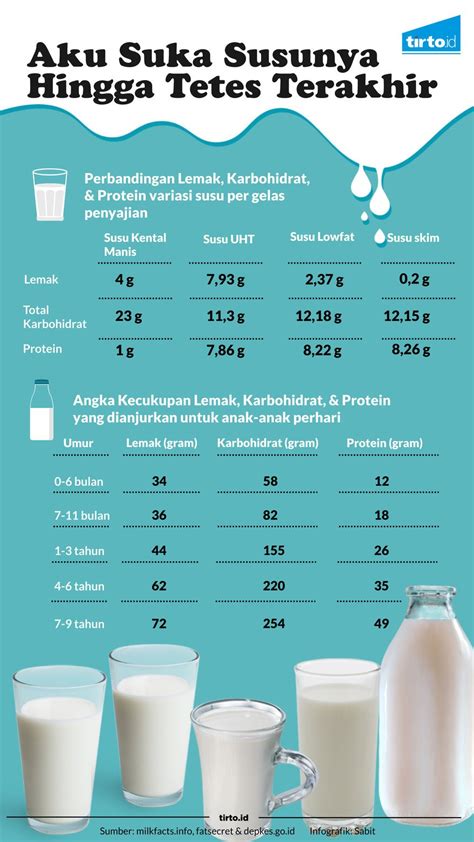 tirto.id
Aku Suka Susunya
Hingga Tetes Terakhir
Perbandingan Lemak, Karbohidrat,
& Protein variasi susu per gelas
penyajian
Susu Kental Manis Susu UHT Susu Lowfat Susu skim
Lemak 4 g 7,93 g 2,37 g 0,2 g
Total Karbohidrat 23 g 11,3 g 12,18 g 12,15 g
Protein 1 g 7,86 g 8,22 g 8,26 g
Angka Kecukupan Lemak, Karbohidrat, & Protein
yang dianjurkan untuk anak-anak perhari
Umur Lemak (gram) Karbohidrat (gram) Protein (gram)
0-6 bulan 34 58 12
7-11 bulan 36 82 18
1-3 tahun 44 155 26
4-6 tahun 62 220 35
7-9 tahun 72 254 49
tirto.id
Sumber: milkfacts.info, fatsecret & depkes.go.id Infografik: Sabit